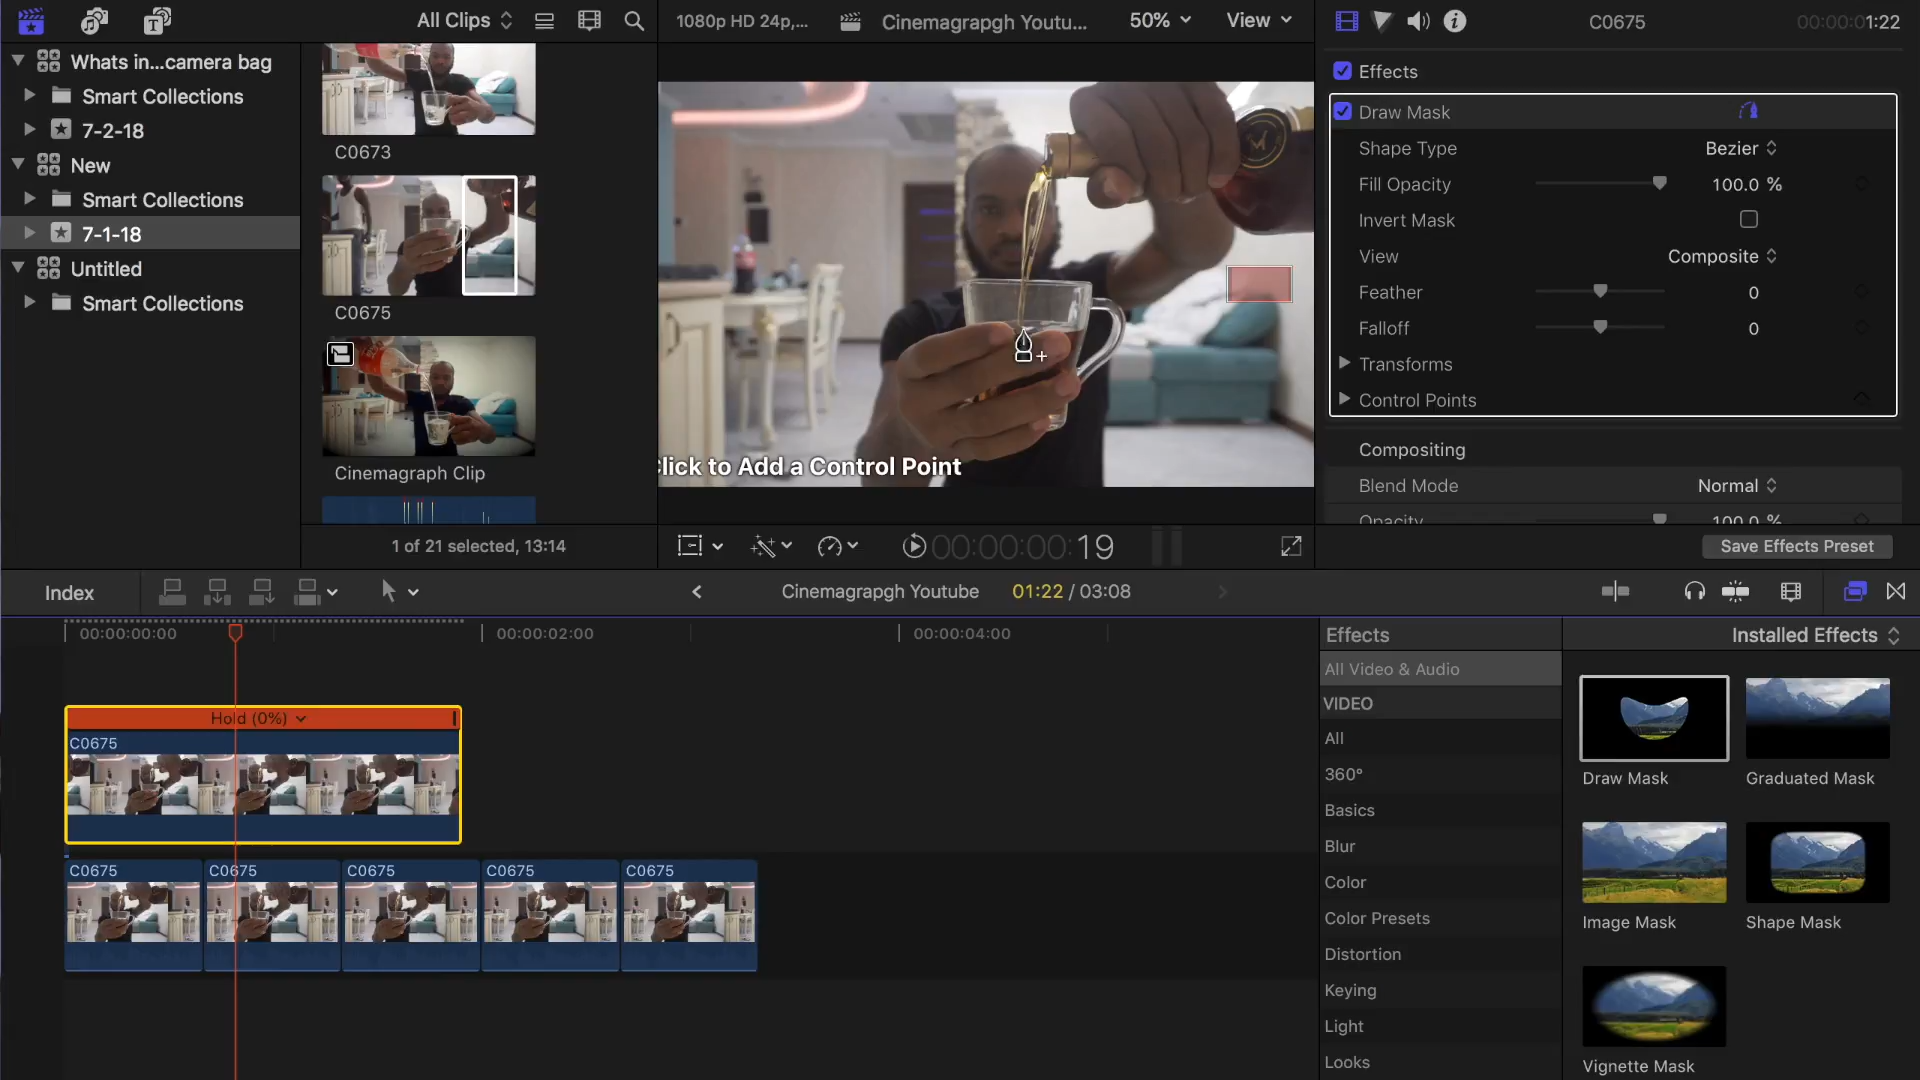 All Clips
1080p HD 24p,...
Cinemagrapgh Youtu...
50%
View
C0675
00:00:01:22
Whats in...camera bag
Smart Collections
7-2-18
New
Smart Collections
7-1-18
Untitled
Smart Collections
C0673
C0675
Cinemagraph Clip
1 of 21 selected, 13:14
lick to Add a Control Point
00:00:00:19
Effects
Draw Mask
Shape Type
Bezier
Fill Opacity
100.0 %
Invert Mask
View
Composite
Feather
0
Falloff
0
Transforms
Control Points
Compositing
Blend Mode
Normal
Opacity
100.0 %
Save Effects Preset
Index
Cinemagrapgh Youtube
01:22 / 03:08
00:00:00:00
00:00:02:00
00:00:04:00
Hold (0%)
C0675
C0675
C0675
C0675
C0675
C0675
Effects
Installed Effects
All Video & Audio
VIDEO
All
360°
Basics
Blur
Color
Color Presets
Distortion
Keying
Light
Looks
Draw Mask
Graduated Mask
Image Mask
Shape Mask
Vignette Mask